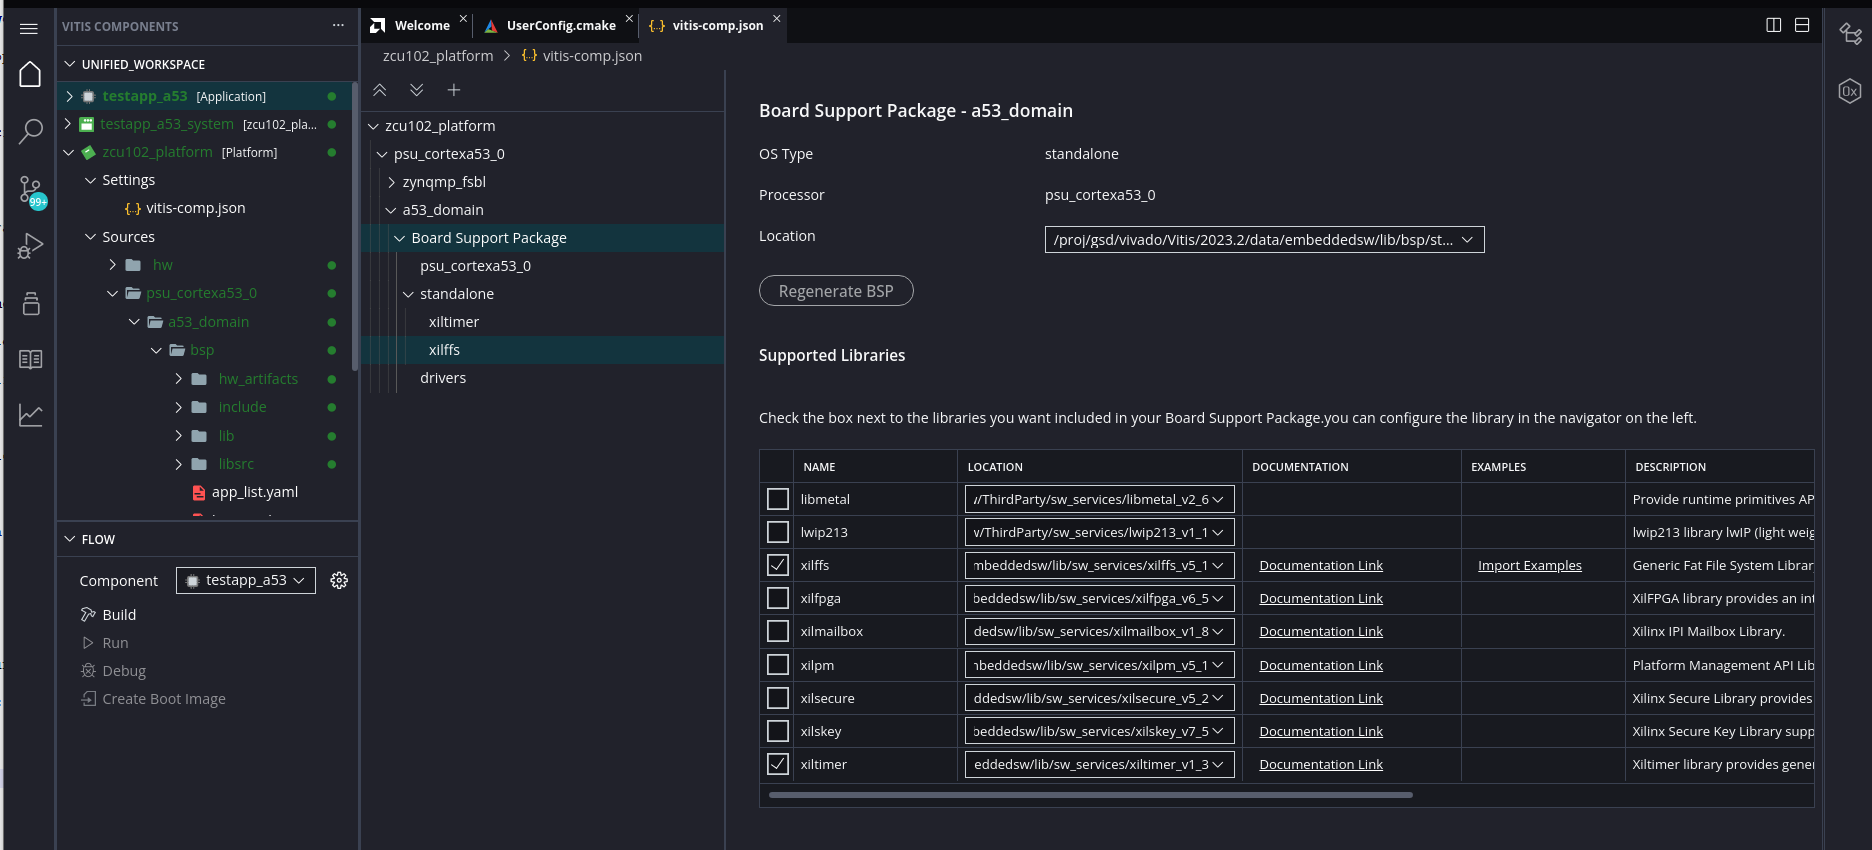 VITIS COMPONENTS
UNIFIED_WORKSPACE
testapp_a53 [Application]
testapp_a53_system [zcu102_pla...
zcu102_platform [Platform]
Settings
{..} vitis-comp.json
Sources
hw
psu_cortexa53_0
a53_domain
bsp
hw_artifacts
include
lib
libsrc
app_list.yaml
99+
FLOW
Component testapp_a53
Build
Run
Debug
Create Boot Image
Welcome
UserConfig.cmake
{..} vitis-comp.json
zcu102_platform > {..} vitis-comp.json
zcu102_platform
psu_cortexa53_0
zynqmp_fsbl
a53_domain
Board Support Package
psu_cortexa53_0
standalone
xiltimer
xilffs
drivers
Board Support Package - a53_domain
OS Type standalone
Processor psu_cortexa53_0
Location /proj/gsd/vivado/Vitis/2023.2/data/embeddedsw/lib/bsp/st...
Regenerate BSP
Supported Libraries
Check the box next to the libraries you want included in your Board Support Package.you can configure the library in the navigator on the left.
NAME LOCATION DOCUMENTATION EXAMPLES DESCRIPTION
libmetal /ThirdParty/sw_services/libmetal_v2_6 Provide runtime primitives AP
lwip213 /ThirdParty/sw_services/lwip213_v1_1 lwip213 library lwIP (light weig
xilffs mbeddedsw/lib/sw_services/xilffs_v5_1 Documentation Link Import Examples Generic Fat File System Librar
xilfpga beddedsw/lib/sw_services/xilfpga_v6_5 Documentation Link XilFPGA library provides an int
xilmailbox dedsw/lib/sw_services/xilmailbox_v1_8 Documentation Link Xilinx IPI Mailbox Library.
xilpm beddedsw/lib/sw_services/xilpm_v5_1 Documentation Link Platform Management API Lib
xilsecure ddedsw/lib/sw_services/xilsecure_v5_2 Documentation Link Xilinx Secure Library provides
xilskey beddedsw/lib/sw_services/xilskey_v7_5 Documentation Link Xilinx Secure Key Library supp
xiltimer eddedsw/lib/sw_services/xiltimer_v1_3 Documentation Link Xiltimer library provides gene
0x